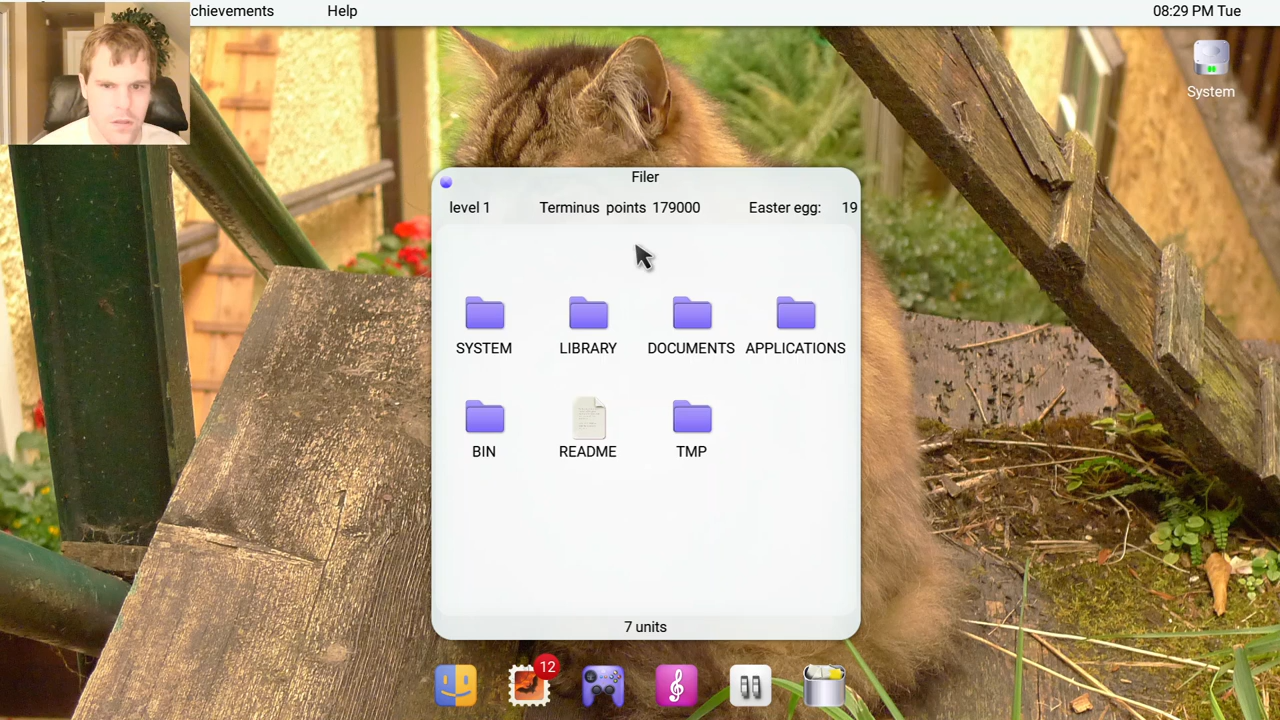 chievements Help 08:29 PM Tue
System
Filer
level 1 Terminus points 179000 Easter egg: 19
SYSTEM LIBRARY DOCUMENTS APPLICATIONS
BIN README TMP
7 units
12